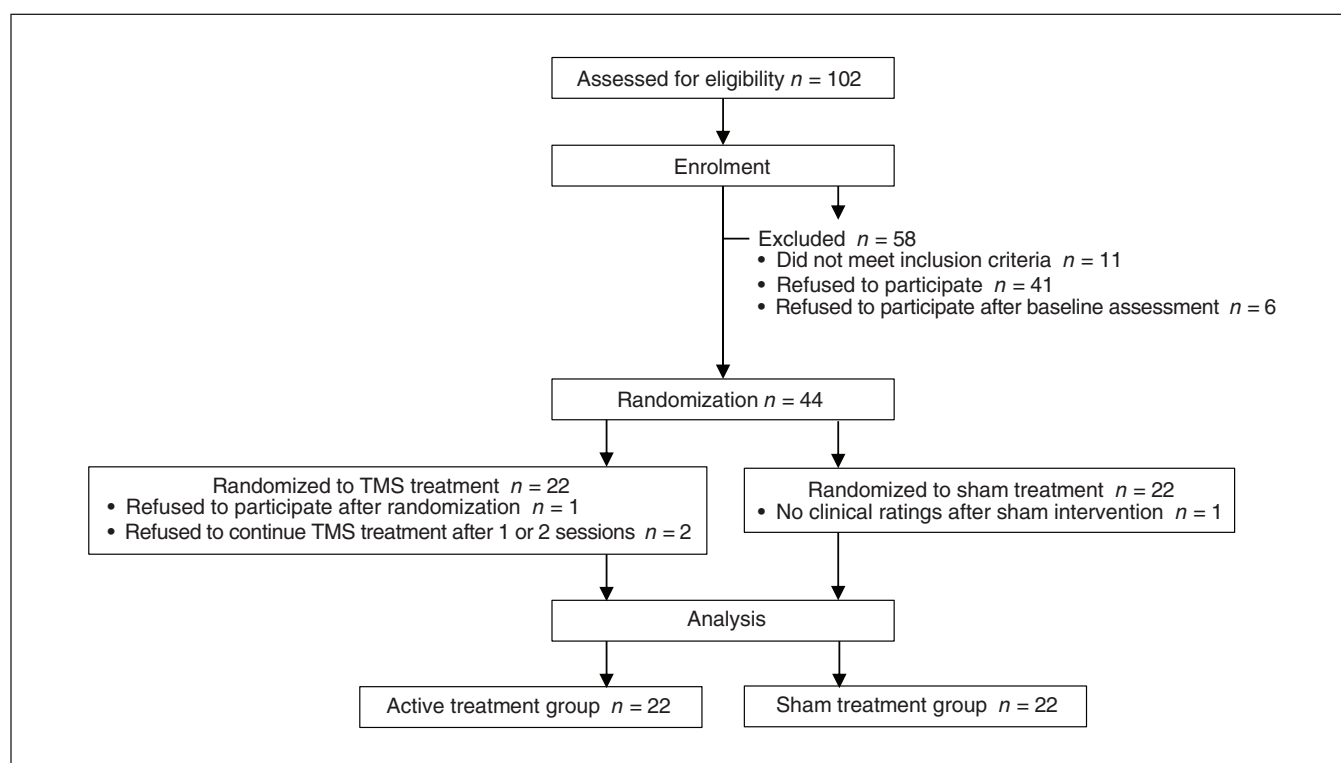 Assessed for eligibility n = 102
Enrolment
Excluded n = 58
• Did not meet inclusion criteria n = 11
• Refused to participate n = 41
• Refused to participate after baseline assessment n = 6
Randomization n = 44
Randomized to TMS treatment n = 22
• Refused to participate after randomization n = 1
• Refused to continue TMS treatment after 1 or 2 sessions n = 2
Randomized to sham treatment n = 22
• No clinical ratings after sham intervention n = 1
Analysis
Active treatment group n = 22
Sham treatment group n = 22